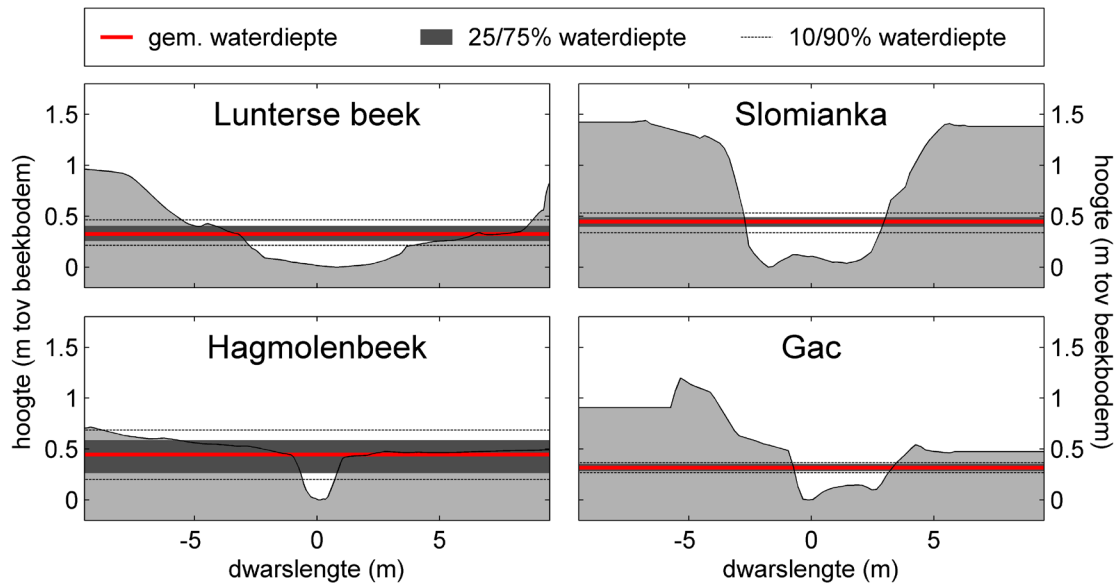 gem. waterdiepte 25/75% waterdiepte 10/90% waterdiepte
Lunterse beek
1.5
1
0.5
0
Slomianka
1.5
1
0.5
0
hoogte (m tov beekbodem)
hoogte (m tov beekbodem)
Hagmolenbeek
1.5
1
0.5
0
-5 0 5
dwarslengte (m)
Gac
1.5
1
0.5
0
-5 0 5
dwarslengte (m)